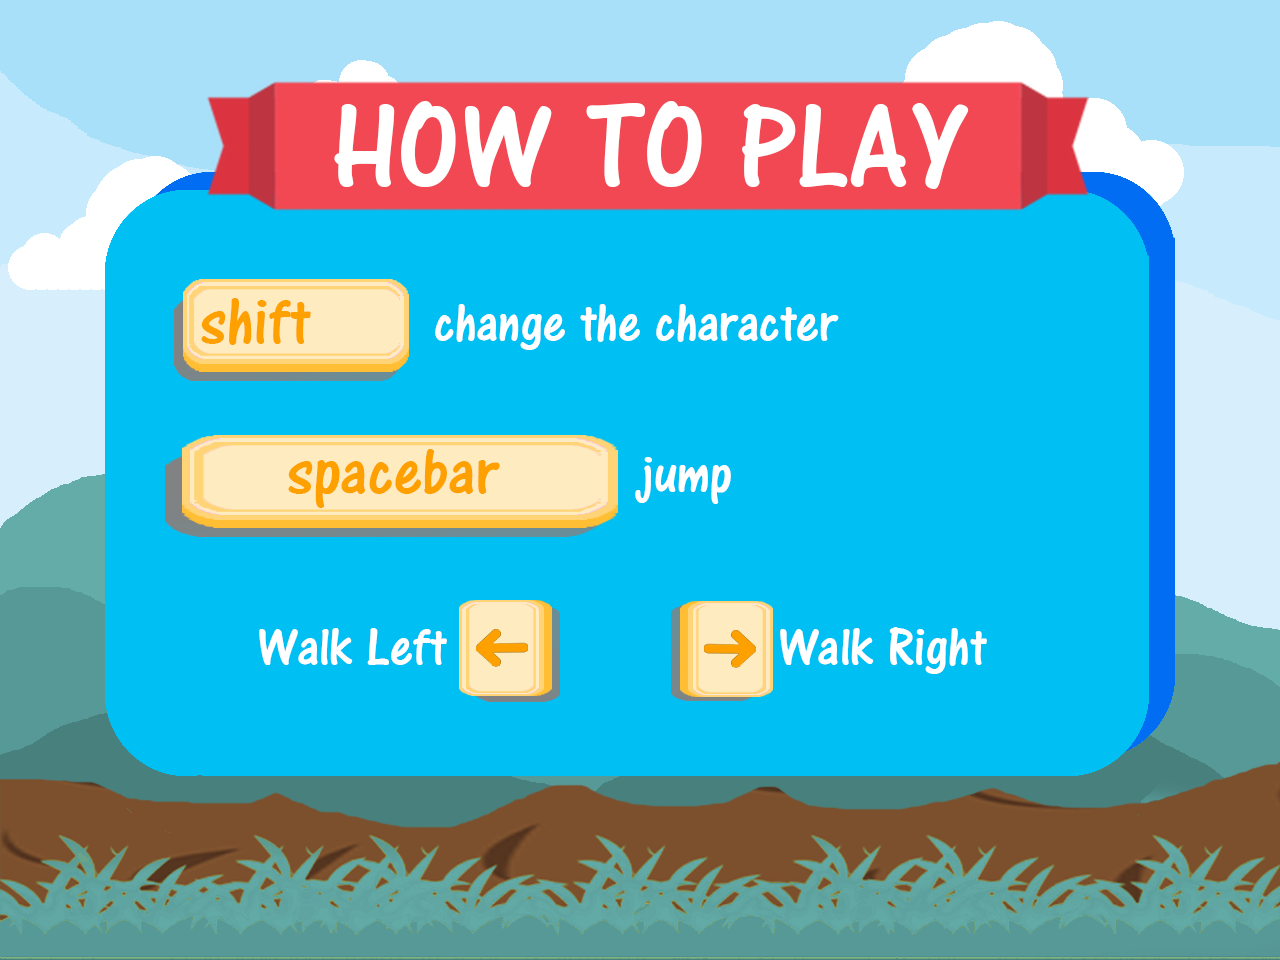 HOW TO PLAY
shift change the character
spacebar jump
Walk Left ← → Walk Right